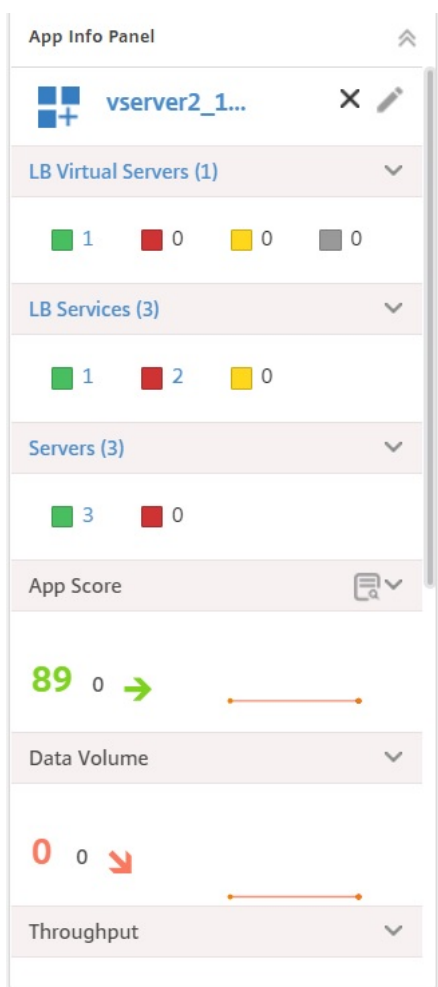 App Info Panel
vserver2_1...
LB Virtual Servers (1)
1 0 0 0
LB Services (3)
1 2 0
Servers (3)
3 0
App Score
89 0
Data Volume
0 0
Throughput